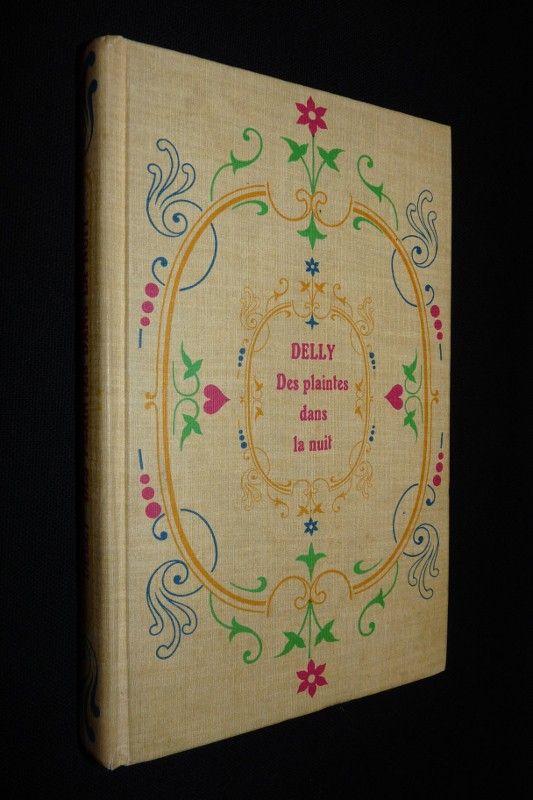 DELLY
Des plaintes
dans
la nuit